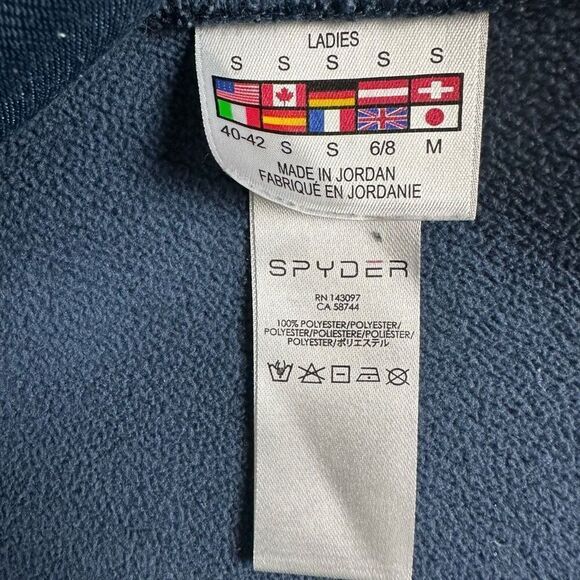 LADIES
S S S S S
40-42 S S 6/8 M
MADE IN JORDAN
FABRIQUÉ EN JORDANIE
SPYDER
RN 143097
CA 58744
100% POLYESTER/POLYESTER/
POLYESTER/POLIESTERE/POLIÉSTER/
POLYESTER/ポリエステル